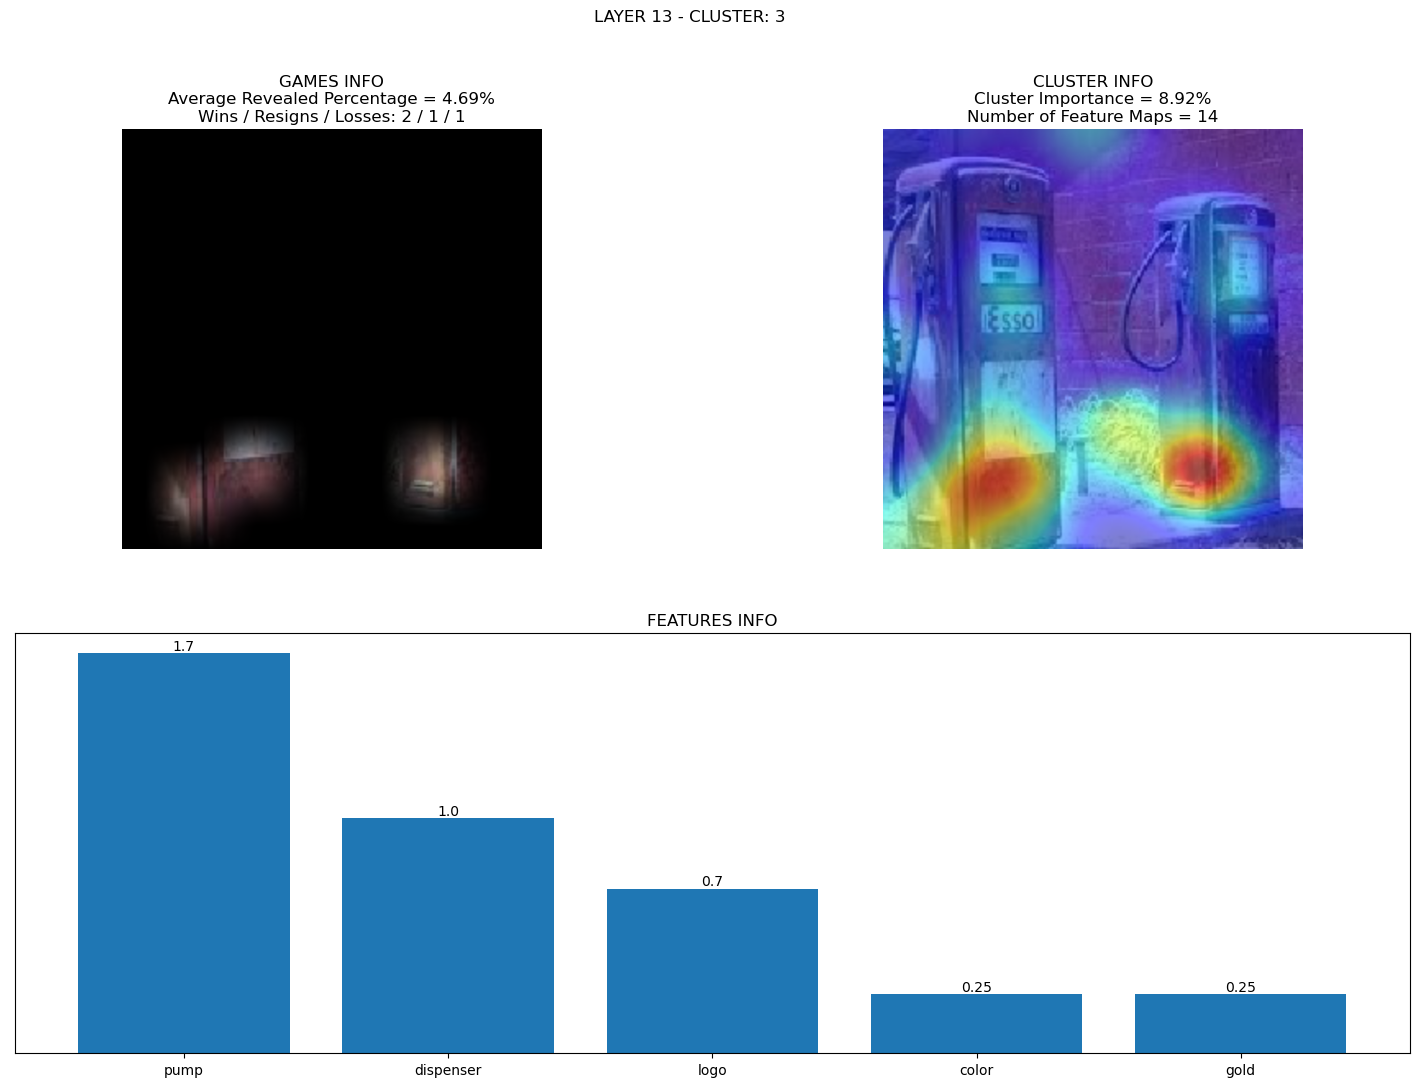 LAYER 13 - CLUSTER: 3
GAMES INFO
Average Revealed Percentage = 4.69%
Wins / Resigns / Losses: 2 / 1 / 1
CLUSTER INFO
Cluster Importance = 8.92%
Number of Feature Maps = 14
ESSO
FEATURES INFO
1.7
1.0
0.7
0.25
0.25
pump
dispenser
logo
color
gold